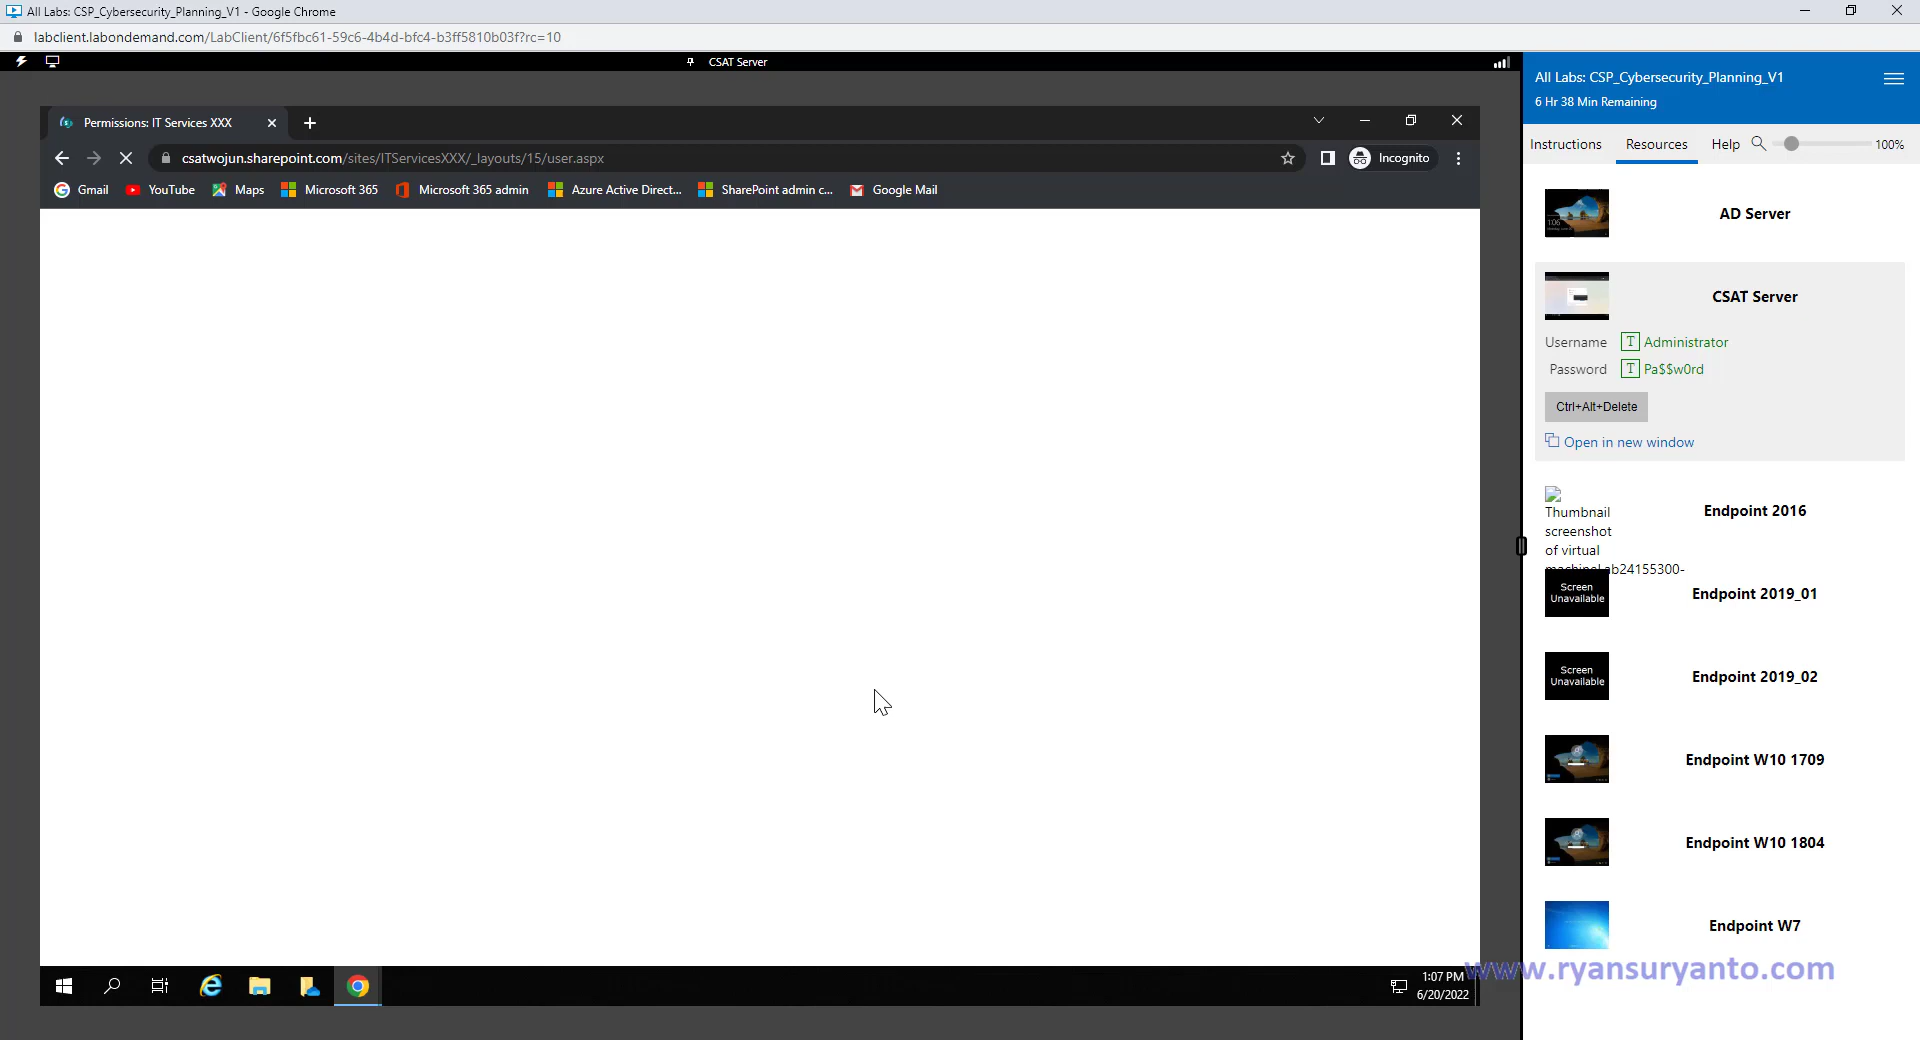 All Labs: CSP_Cybersecurity_Planning_V1 - Google Chrome
labclient.labondemand.com/LabClient/6f5fbc61-59c6-4b4d-bfc4-b3ff5810b03f?rc=10
CSAT Server
All Labs: CSP_Cybersecurity_Planning_V1
6 Hr 38 Min Remaining
Instructions Resources Help 100%
Permissions: IT Services XXX
csatwojun.sharepoint.com/sites/ITServicesXXX/_layouts/15/user.aspx
Incognito
Gmail YouTube Maps Microsoft 365 Microsoft 365 admin Azure Active Direct... SharePoint admin c... Google Mail
AD Server
CSAT Server
Username T Administrator
Password T Pa$$w0rd
Ctrl+Alt+Delete
Open in new window
Thumbnail
screenshot
of virtual
Endpoint 2016
Screen
Unavailable
Endpoint 2019_01
Screen
Unavailable
Endpoint 2019_02
Endpoint W10 1709
Endpoint W10 1804
Endpoint W7
www.ryansuryanto.com
1:07 PM
6/20/2022